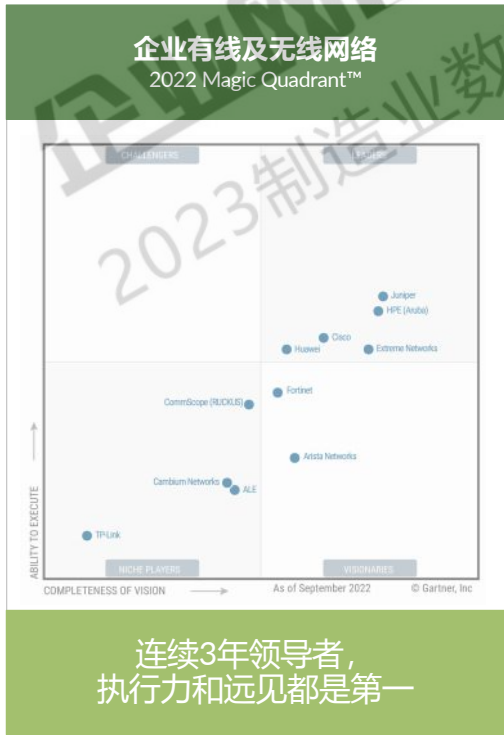 企业有线及无线网络
2022 Magic Quadrant™
2023制造业数
CHALLENGERS
LEADERS
Juniper
HPE (Aruba)
Cisco
Huawei
Extreme Networks
Fortinet
CommScope (RUCKUS)
Arista Networks
Cambium Networks
ALE
TP-Link
NICHE PLAYERS
VISIONARIES
ABILITY TO EXECUTE
COMPLETENESS OF VISION
As of September 2022
© Gartner, Inc
连续3年领导者，
执行力和远见都是第一